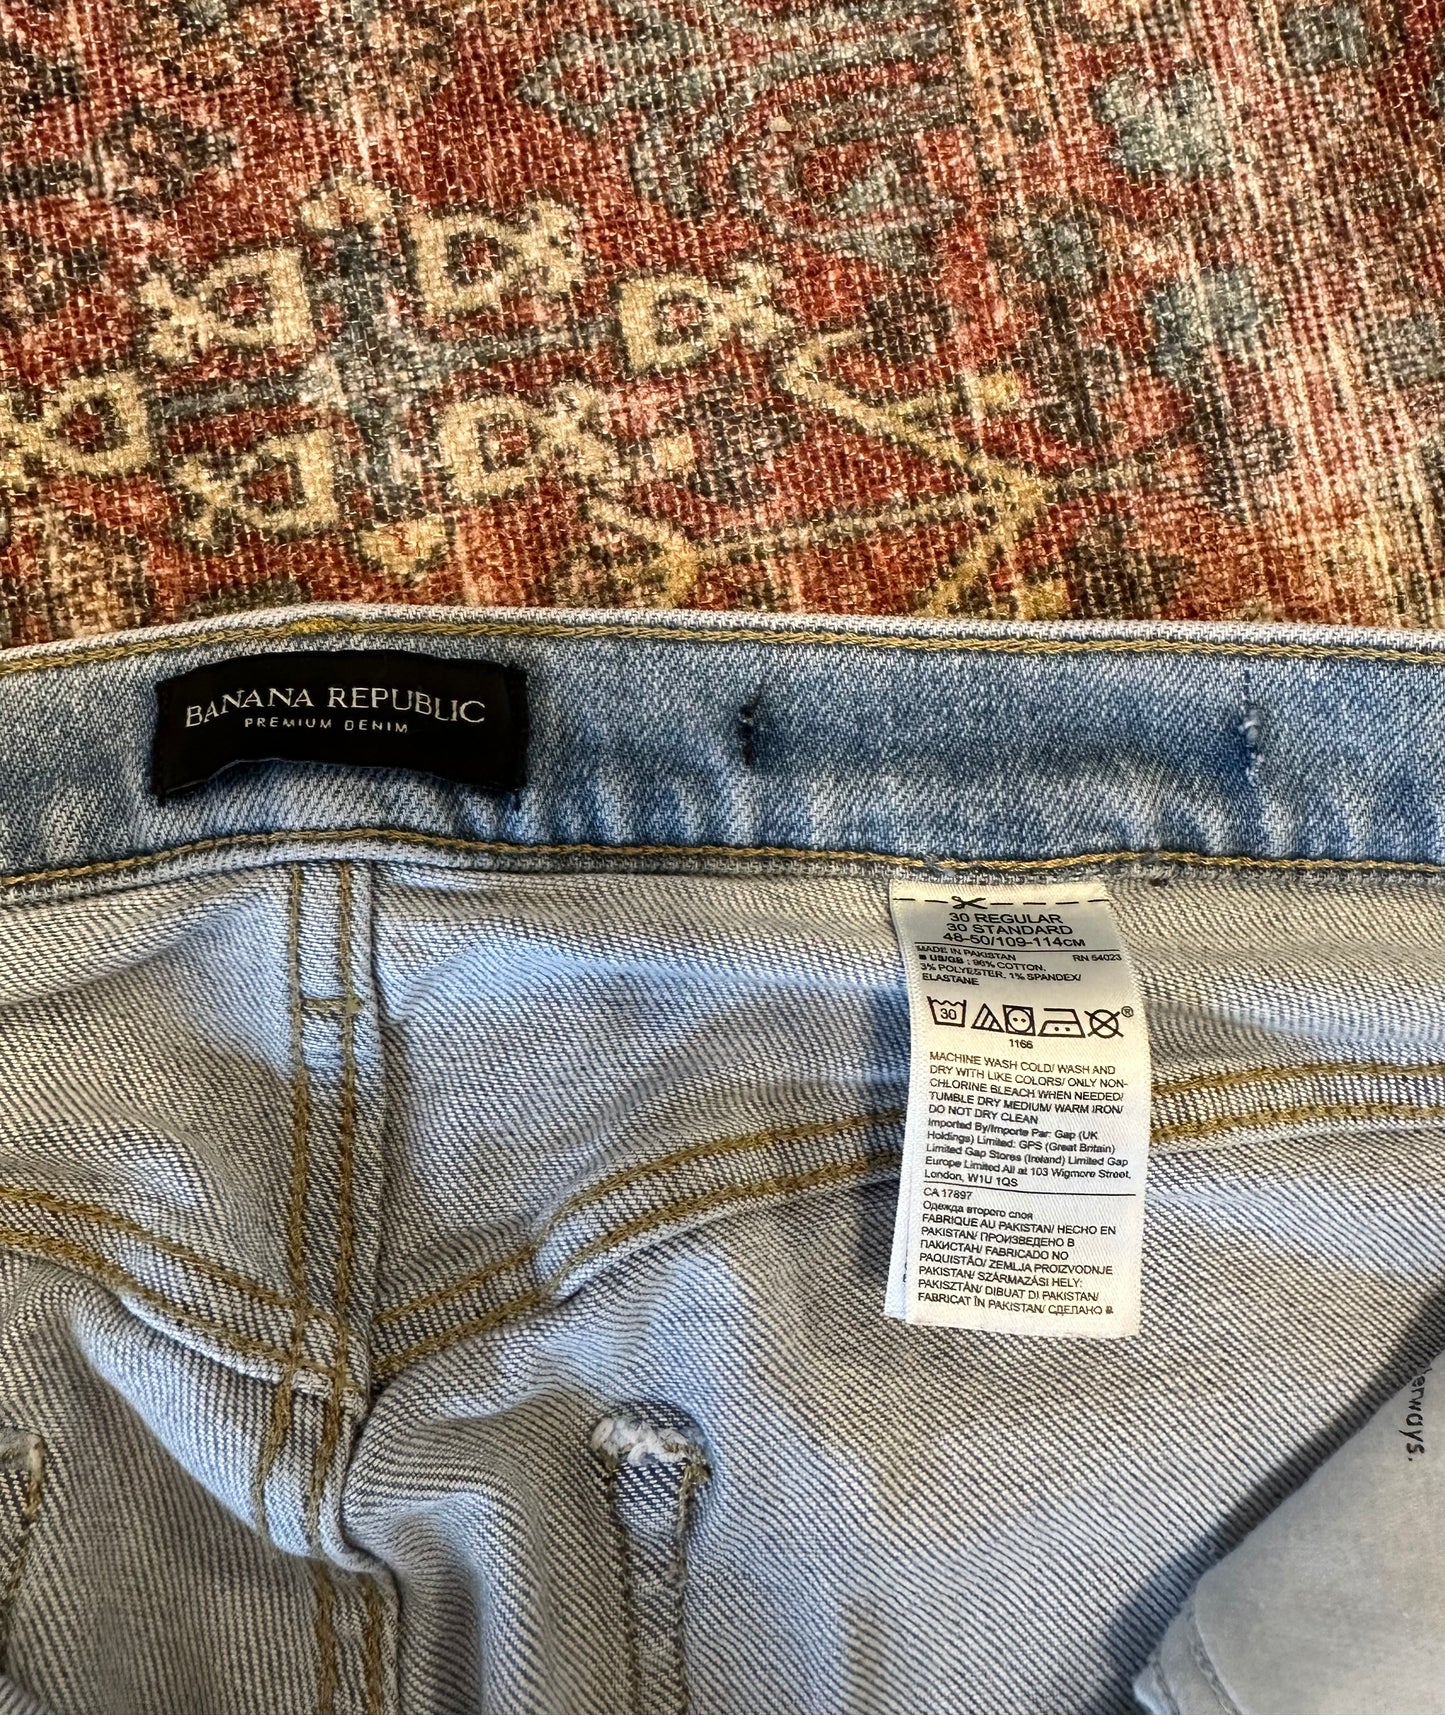 BANANA REPUBLIC
PREMIUM DENIM
30 REGULAR
30 STANDARD
48-50/109-114CM
MADE IN PAKISTAN RN 54023
US/GB : 96% COTTON,
3% POLYESTER, 1% SPANDEX/
ELASTANE
30
®
1166
MACHINE WASH COLD/ WASH AND
DRY WITH LIKE COLORS/ ONLY NON-
CHLORINE BLEACH WHEN NEEDED/
TUMBLE DRY MEDIUM/ WARM IRON/
DO NOT DRY CLEAN
Imported By/Importe Par: Gap (UK
Holdings) Limited: GPS (Great Britain)
Limited Gap Stores (Ireland) Limited Gap
Europe Limited All at 103 Wigmore Street,
London, W1U 1QS
CA 17897
Одежда второго слоя
FABRIQUE AU PAKISTAN/ HECHO EN
PAKISTAN/ ПРОИЗВЕДЕНО В
ПАКИСТАН/ FABRICADO NO
PAQUISTÃO/ ZEMLJA PROIZVODNJE
PAKISTAN/ SZÁRMAZÁSI HELY:
PAKISZTÁN/ DIBUAT DI PAKISTAN/
FABRICAT ÎN PAKISTAN/ СДЕЛАНО В